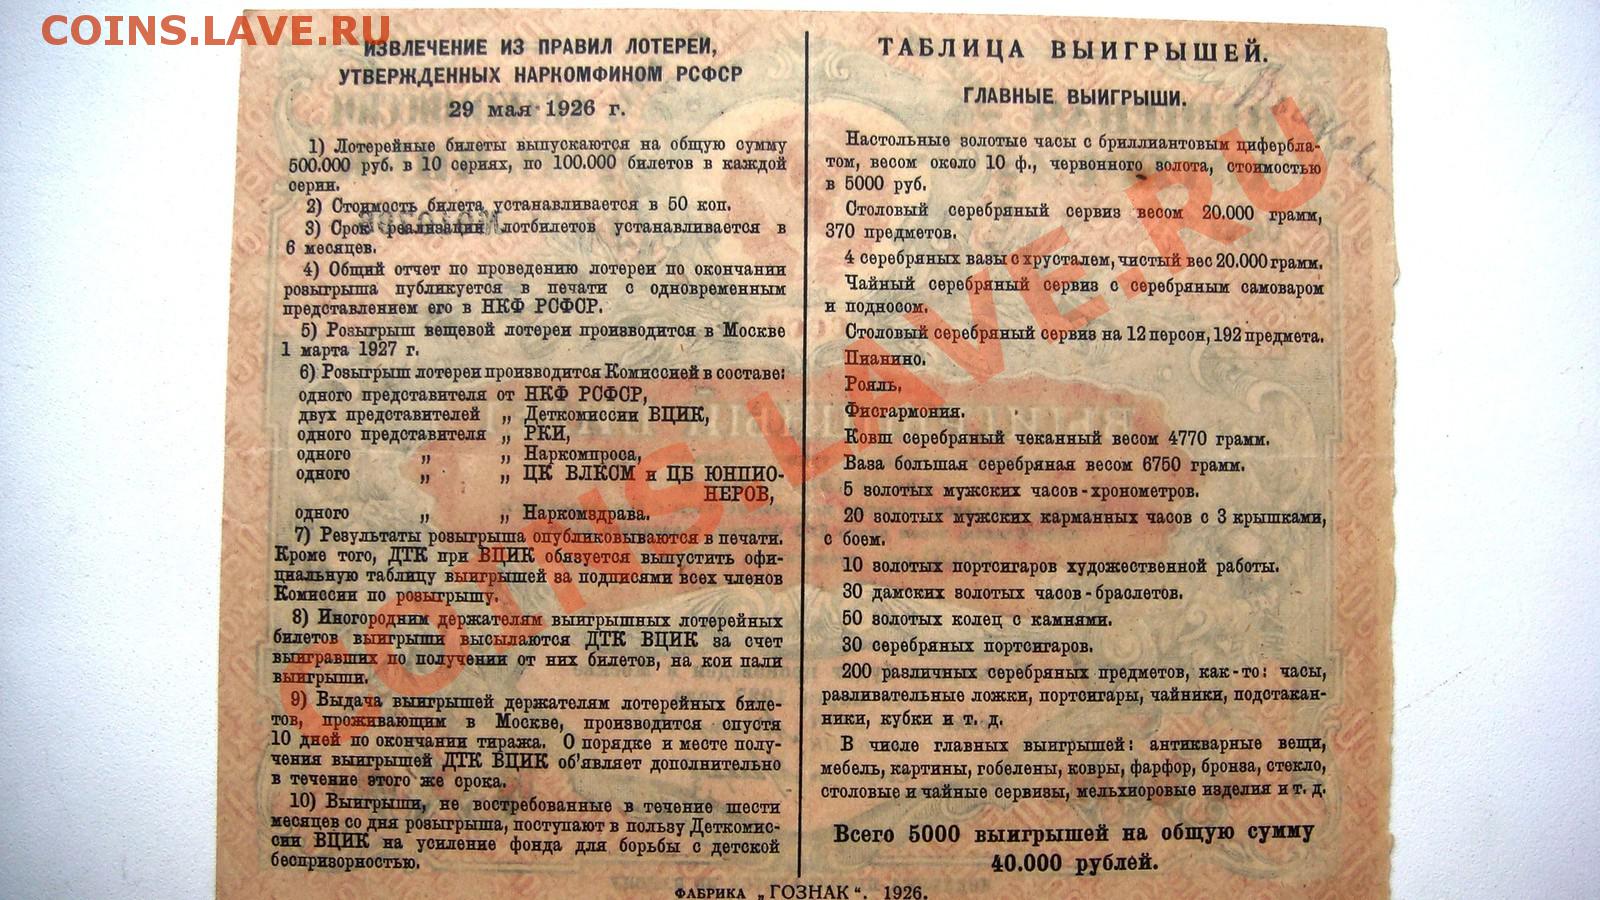 COINS.LAVE.RU
ИЗВЛЕЧЕНИЕ ИЗ ПРАВИЛ ЛОТЕРЕИ,
УТВЕРЖДЕННЫХ НАРКОМФИНОМ РСФСР
29 мая 1926 г.
1) Лотерейные билеты выпускаются на общую сумму
500.000 руб. в 10 сериях, по 100.000 билетов в каждой
серии.
2) Стоимость билета устанавливается в 50 коп.
3) Срок реализации лотбилетов устанавливается в
6 месяцев.
4) Общий отчет по проведению лотереи по окончании
розыгрыша публикуется в печати с одновременным
представлением его в НКФ РСФСР.
5) Розыгрыш вещевой лотереи производится в Москве
1 марта 1927 г.
6) Розыгрыш лотереи производится Комиссией в составе:
одного представителя от НКФ РСФСР,
двух представителей „ Деткомиссии ВЦИК,
одного представителя „ РКИ,
одного „ „ Наркомпроса,
одного „ „ ЦК ВЛКСМ и ЦБ ЮНПИО-
НЕРОВ,
одного „ „ Наркомздрава.
7) Результаты розыгрыша опубликовываются в печати.
Кроме того, ДТК при ВЦИК обязуется выпустить офи-
циальную таблицу выигрышей за подписями всех членов
Комиссии по розыгрышу.
8) Иногородним держателям выигрышных лотерейных
билетов выигрыши высылаются ДТК ВЦИК за счет
выигравших по получении от них билетов, на кои пали
выигрыши.
9) Выдача выигрышей держателям лотерейных биле-
тов, проживающим в Москве, производится спустя
10 дней по окончании тиража. О порядке и месте полу-
чения выигрышей ДТК ВЦИК об'являет дополнительно
в течение этого же срока.
10) Выигрыши, не востребованные в течение шести
месяцев со дня розыгрыша, поступают в пользу Деткомис-
сии ВЦИК на усиление фонда для борьбы с детской
беспризорностью.
ТАБЛИЦА ВЫИГРЫШЕЙ.
ГЛАВНЫЕ ВЫИГРЫШИ.
Настольные золотые часы с бриллиантовым цифербла-
том, весом около 10 ф., червонного золота, стоимостью
в 5000 руб.
Столовый серебряный сервиз весом 20.000 грамм,
370 предметов.
4 серебряных вазы с хрусталем, чистый вес 20.000 грамм.
Чайный серебряный сервиз с серебряным самоваром
и подносом.
Столовый серебряный сервиз на 12 персон, 192 предмета.
Пианино.
Рояль.
Фисгармония.
Ковш серебряный чеканный весом 4770 грамм.
Ваза большая серебряная весом 6750 грамм.
5 золотых мужских часов-хронометров.
20 золотых мужских карманных часов с 3 крышками,
с боем.
10 золотых портсигаров художественной работы.
30 дамских золотых часов-браслетов.
50 золотых колец с камнями.
30 серебряных портсигаров.
200 различных серебряных предметов, как-то: часы,
разливательные ложки, портсигары, чайники, подстакан-
ники, кубки и т. д.
В числе главных выигрышей: антикварные вещи,
мебель, картины, гобелены, ковры, фарфор, бронза, стекло,
столовые и чайные сервизы, мельхиоровые изделия и т. д.
Всего 5000 выигрышей на общую сумму
40.000 рублей.
ФАБРИКА „ГОЗНАК“. 1926.
COINS.LAVE.RU